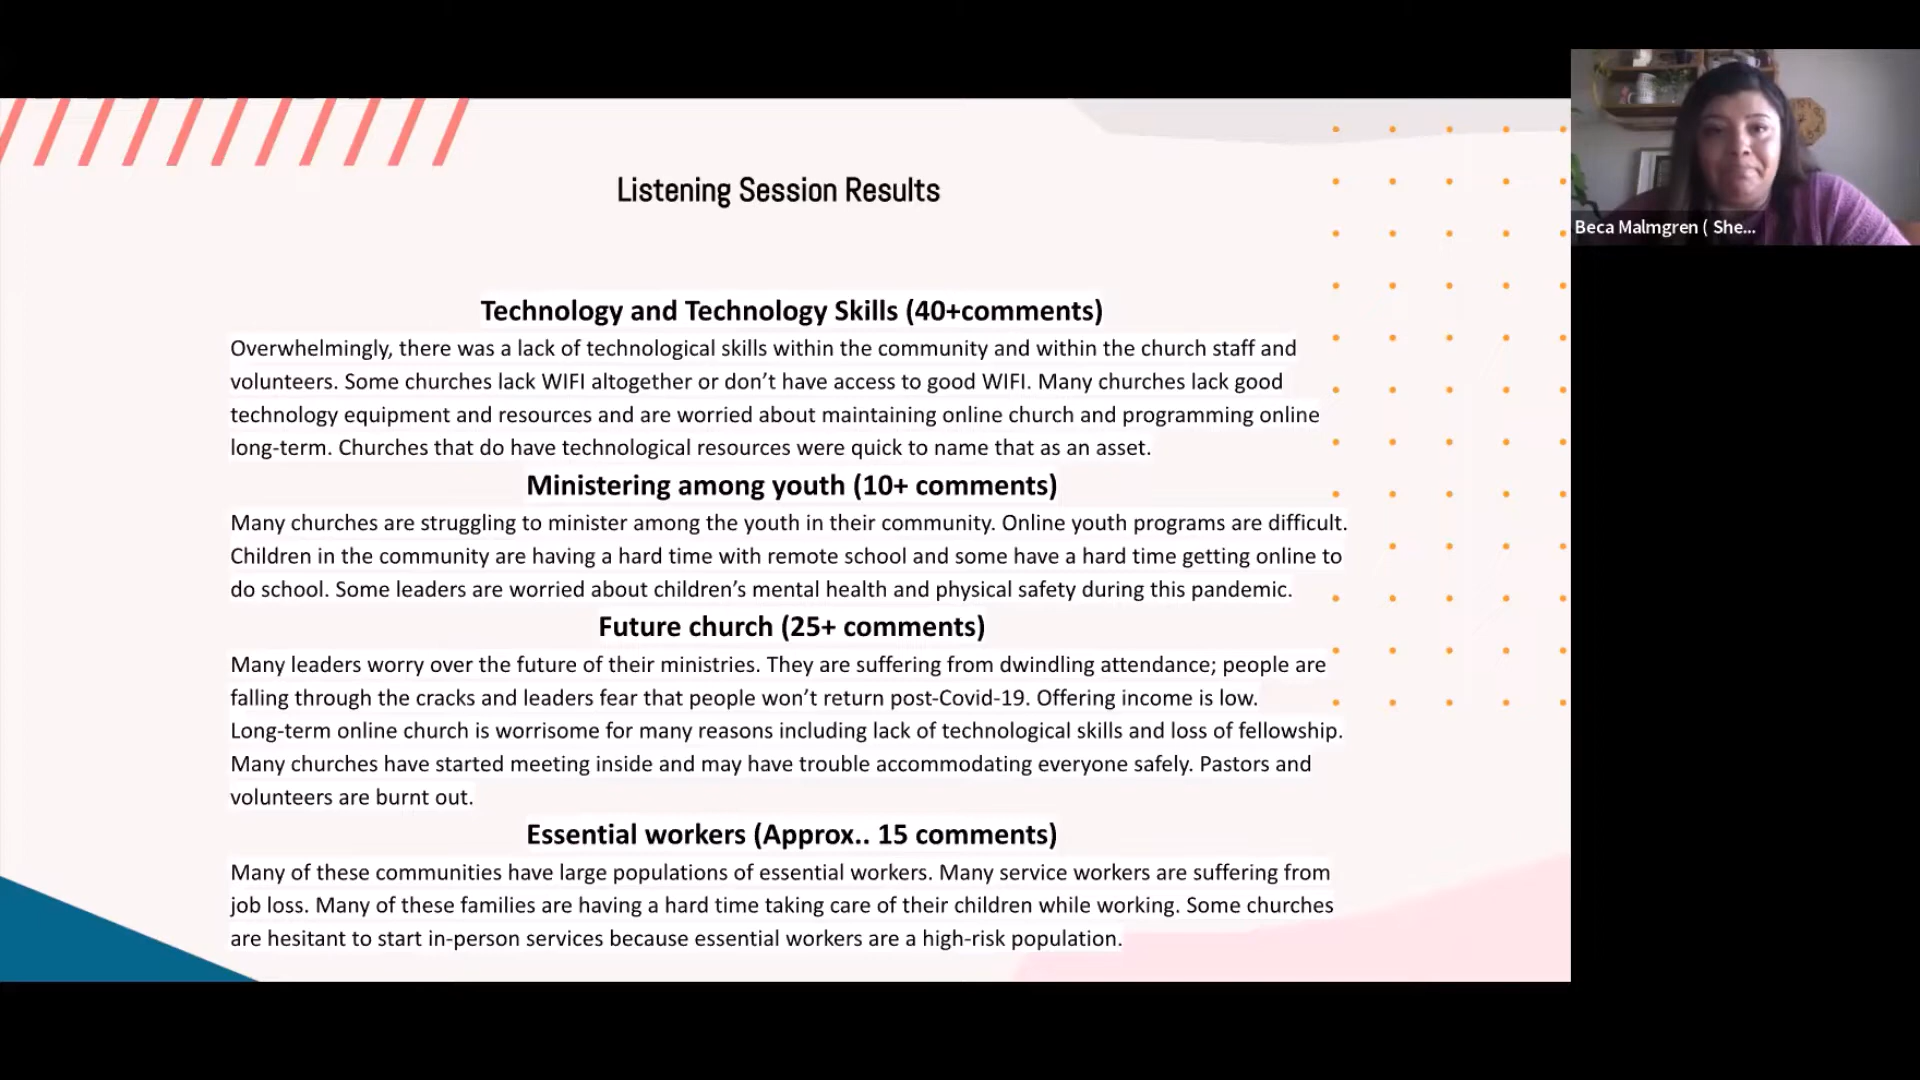 Listening Session Results
Beca Malmgren ( She...
Technology and Technology Skills (40+comments)
Overwhelmingly, there was a lack of technological skills within the community and within the church staff and
volunteers. Some churches lack WIFI altogether or don’t have access to good WIFI. Many churches lack good
technology equipment and resources and are worried about maintaining online church and programming online
long-term. Churches that do have technological resources were quick to name that as an asset.
Ministering among youth (10+ comments)
Many churches are struggling to minister among the youth in their community. Online youth programs are difficult.
Children in the community are having a hard time with remote school and some have a hard time getting online to
do school. Some leaders are worried about children’s mental health and physical safety during this pandemic.
Future church (25+ comments)
Many leaders worry over the future of their ministries. They are suffering from dwindling attendance; people are
falling through the cracks and leaders fear that people won’t return post-Covid-19. Offering income is low.
Long-term online church is worrisome for many reasons including lack of technological skills and loss of fellowship.
Many churches have started meeting inside and may have trouble accommodating everyone safely. Pastors and
volunteers are burnt out.
Essential workers (Approx.. 15 comments)
Many of these communities have large populations of essential workers. Many service workers are suffering from
job loss. Many of these families are having a hard time taking care of their children while working. Some churches
are hesitant to start in-person services because essential workers are a high-risk population.